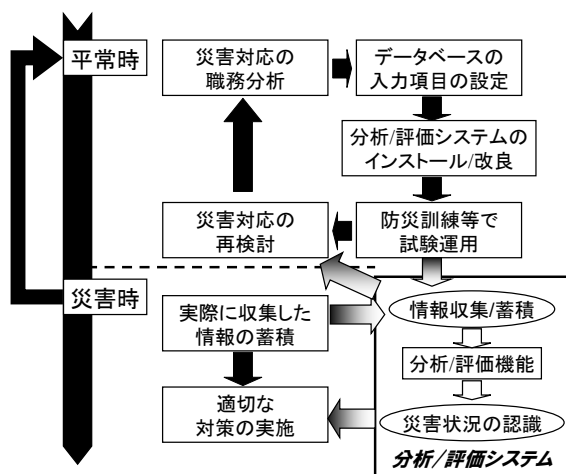 平常時
災害対応の
職務分析
データベースの
入力項目の設定
分析/評価システムの
インストール/改良
災害対応の
再検討
防災訓練等で
試験運用
災害時
実際に収集した
情報の蓄積
情報収集/蓄積
分析/評価機能
適切な
対策の実施
災害状況の認識
分析/評価システム